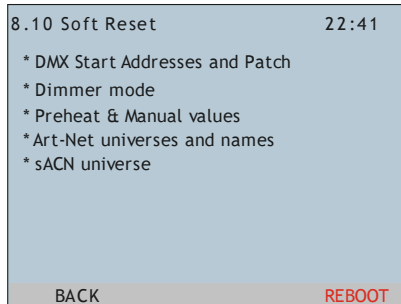 8.10 Soft Reset 22:41
* DMX Start Addresses and Patch
* Dimmer mode
* Preheat & Manual values
* Art-Net universes and names
* sACN universe
BACK REBOOT